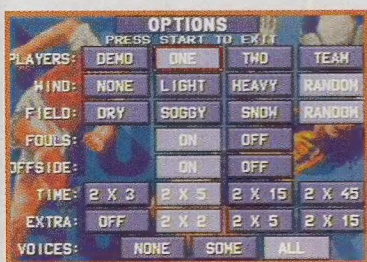 OPTIONS
PRESS START TO EXIT
PLAYERS: DEMO ONE TWO TEAM
WIND: NONE LIGHT HEAVY RANDOM
FIELD: DRY SOGGY SNOW RANDOM
FOULS: ON OFF
OFFSIDE: ON OFF
TIME: 2 X 3 2 X 5 2 X 15 2 X 45
EXTRA: OFF 2 X 2 2 X 5 2 X 15
VOICES: NONE SOME ALL